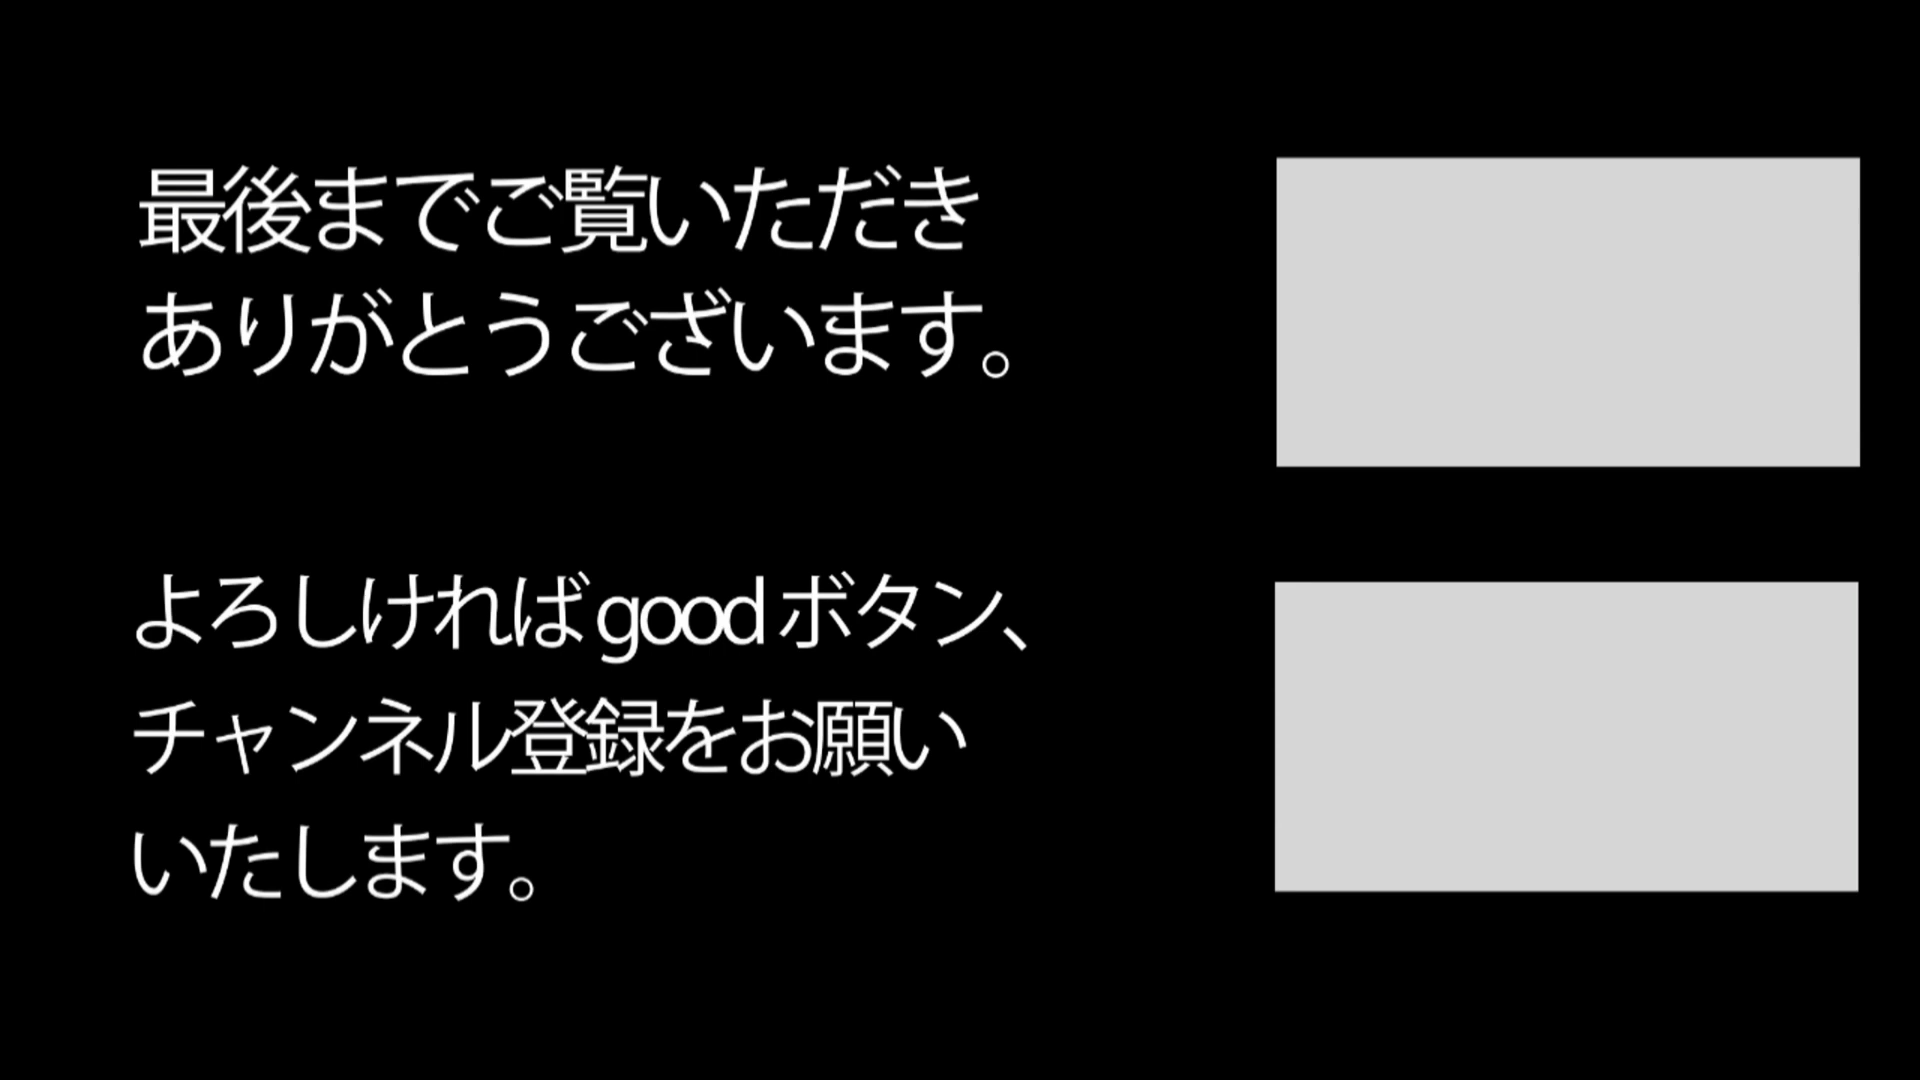 最後までご覧いただき
ありがとうございます。
よろしければgoodボタン、
チャンネル登録をお願い
いたします。